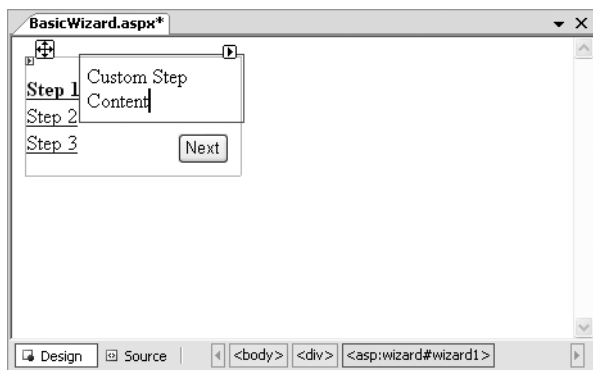 BasicWizard.aspx*
Custom Step
Content
Step 1
Step 2
Step 3
Next
Design Source <body> <div> <asp:wizard#wizard1>